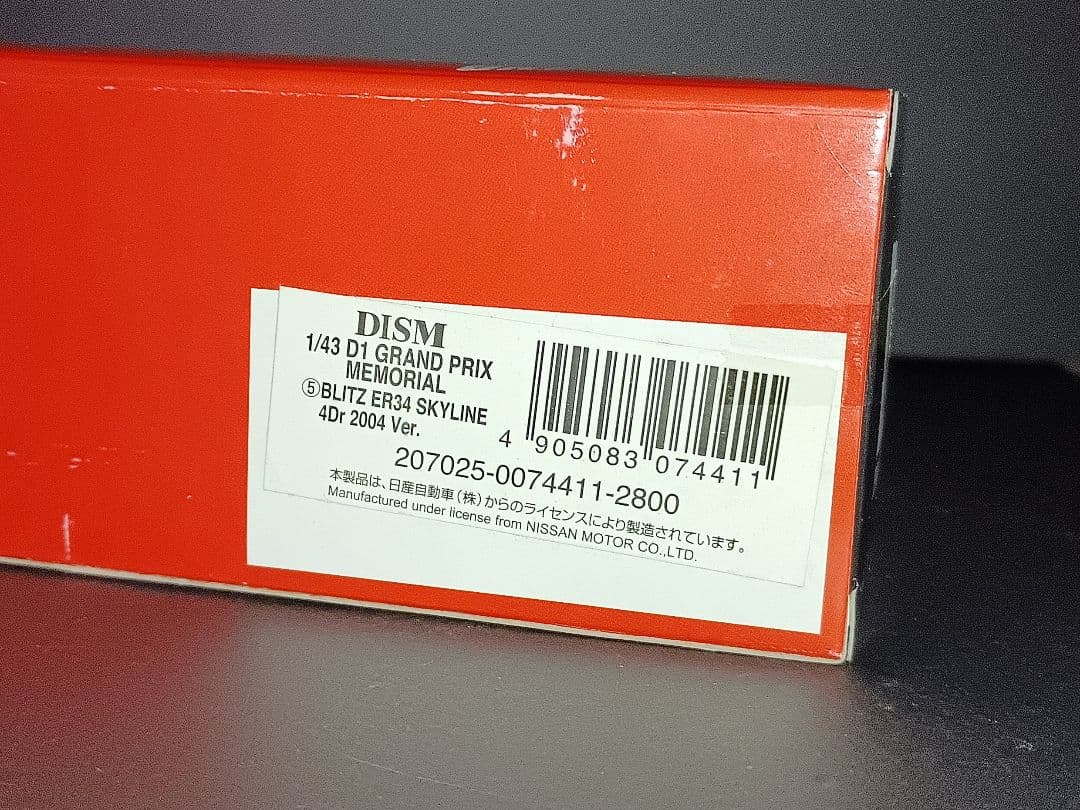 DISM
1/43 D1 GRAND PRIX
MEMORIAL
⑤BLITZ ER34 SKYLINE
4Dr 2004 Ver.
4 905083 074411
207025-0074411-2800
本製品は、日産自動車(株)からのライセンスにより製造されています。
Manufactured under license from NISSAN MOTOR CO.,LTD.